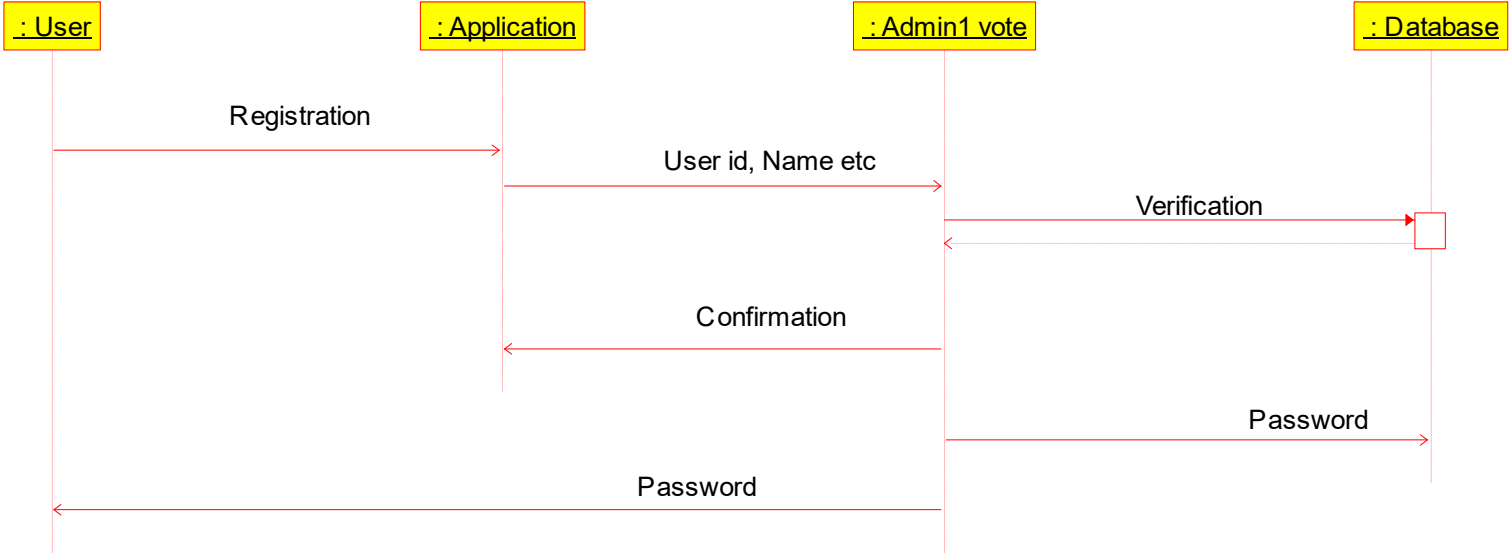 : User
: Application
: Admin1 vote
: Database
Registration
User id, Name etc
Verification
Confirmation
Password
Password